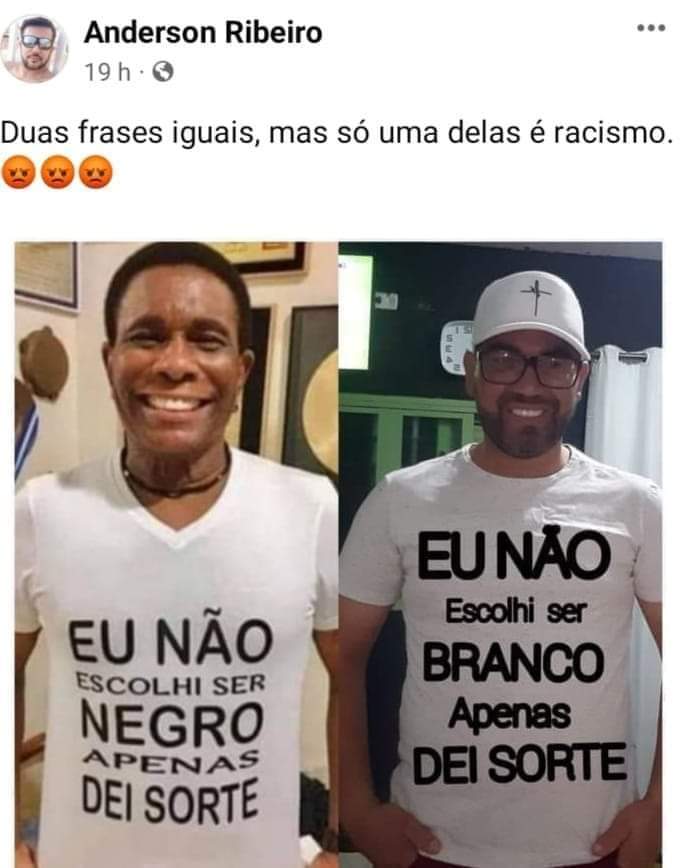 Anderson Ribeiro
19 h
Duas frases iguais, mas só uma delas é racismo.
EU NÃO
ESCOLHI SER
NEGRO
APENAS
DEI SORTE
EU NÃO
Escolhi ser
BRANCO
Apenas
DEI SORTE